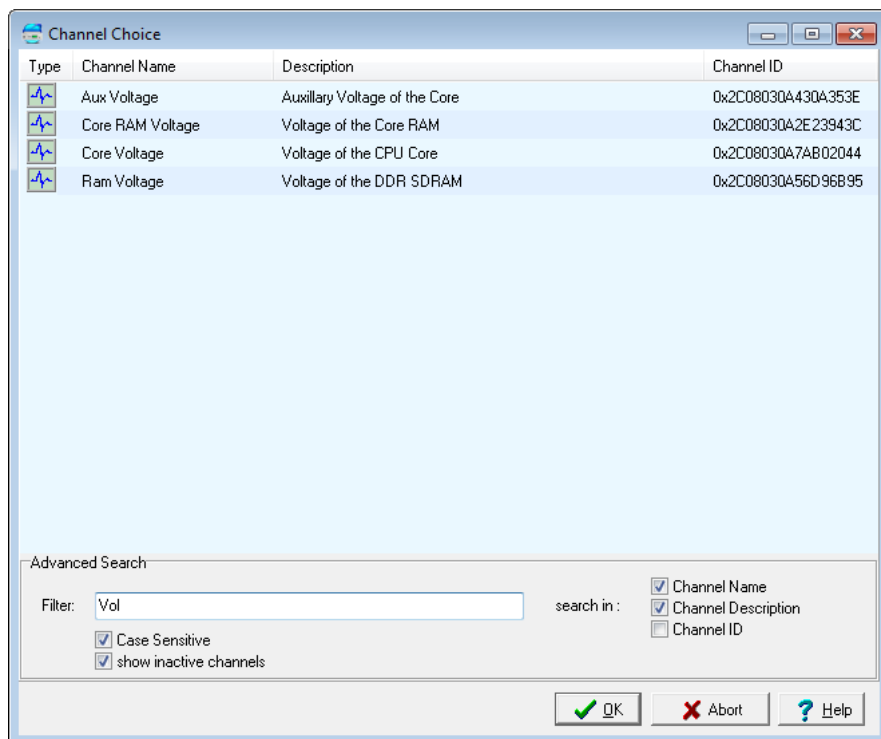 Channel Choice
Type Channel Name Description Channel ID
Aux Voltage Auxillary Voltage of the Core 0x2C08030A430A353E
Core RAM Voltage Voltage of the Core RAM 0x2C08030A2E23943C
Core Voltage Voltage of the CPU Core 0x2C08030A7AB02044
Ram Voltage Voltage of the DDR SDRAM 0x2C08030A56D96B95
Advanced Search
Filter: Vol search in : Channel Name
Channel Description
Channel ID
Case Sensitive
show inactive channels
OK Abort Help